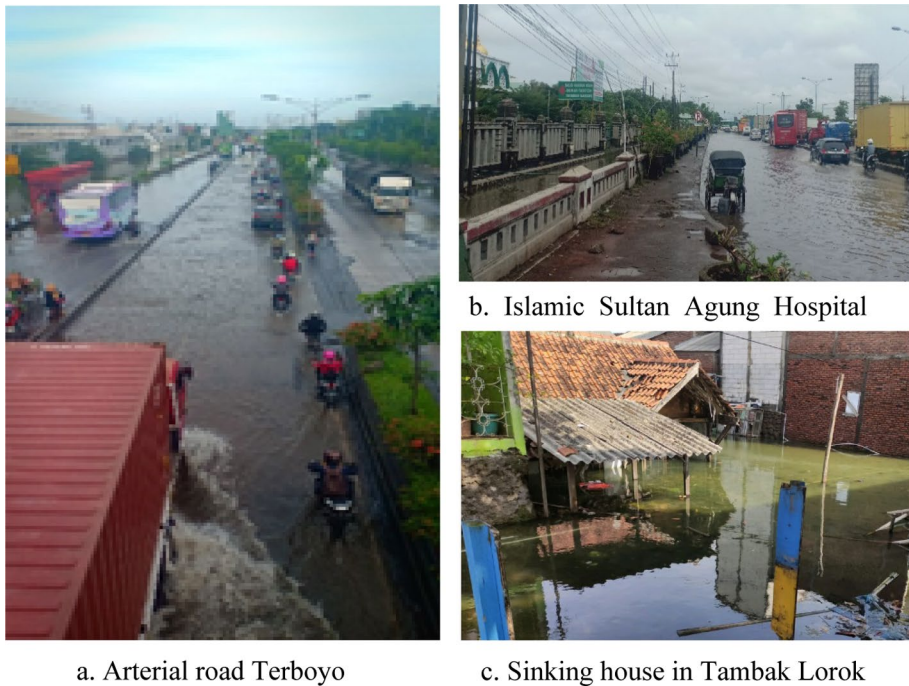 a. Arterial road Terboyo
b. Islamic Sultan Agung Hospital
c. Sinking house in Tambak Lorok